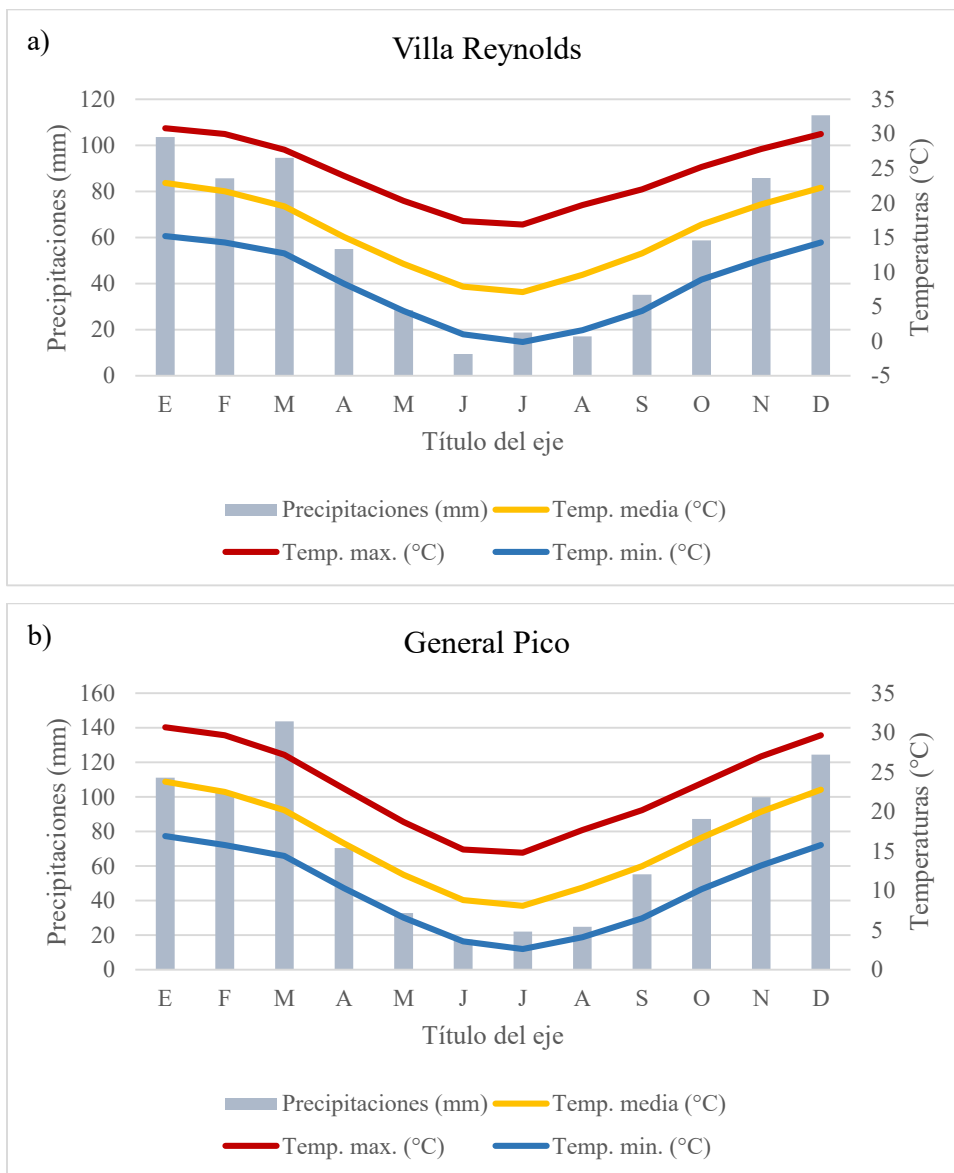 a)
Villa Reynolds
Precipitaciones (mm)
120
100
80
60
40
20
0
35
30
25
20
15
10
5
0
-5
Temperaturas (°C)
E F M A M J J A S O N D
Título del eje
Precipitaciones (mm) Temp. media (°C)
Temp. max. (°C) Temp. min. (°C)
b)
General Pico
Precipitaciones (mm)
160
140
120
100
80
60
40
20
0
35
30
25
20
15
10
5
0
Temperaturas (°C)
E F M A M J J A S O N D
Título del eje
Precipitaciones (mm) Temp. media (°C)
Temp. max. (°C) Temp. min. (°C)